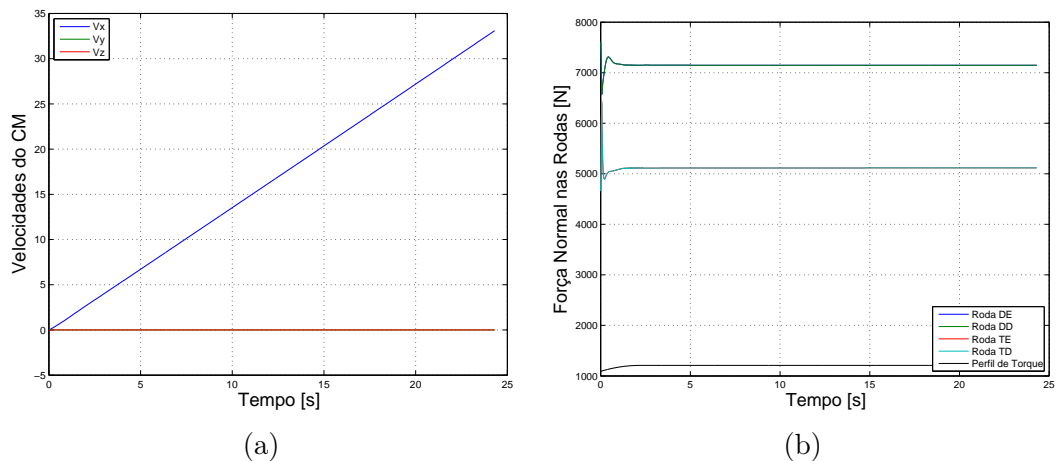 Velocidades do CM
35
30
25
20
15
10
5
0
−5
0
5
10
15
20
25
Tempo [s]
Vx
Vy
Vz
(a)
Força Normal nas Rodas [N]
8000
7000
6000
5000
4000
3000
2000
1000
0
5
10
15
20
25
Tempo [s]
Roda DE
Roda DD
Roda TE
Roda TD
Perfil de Torque
(b)